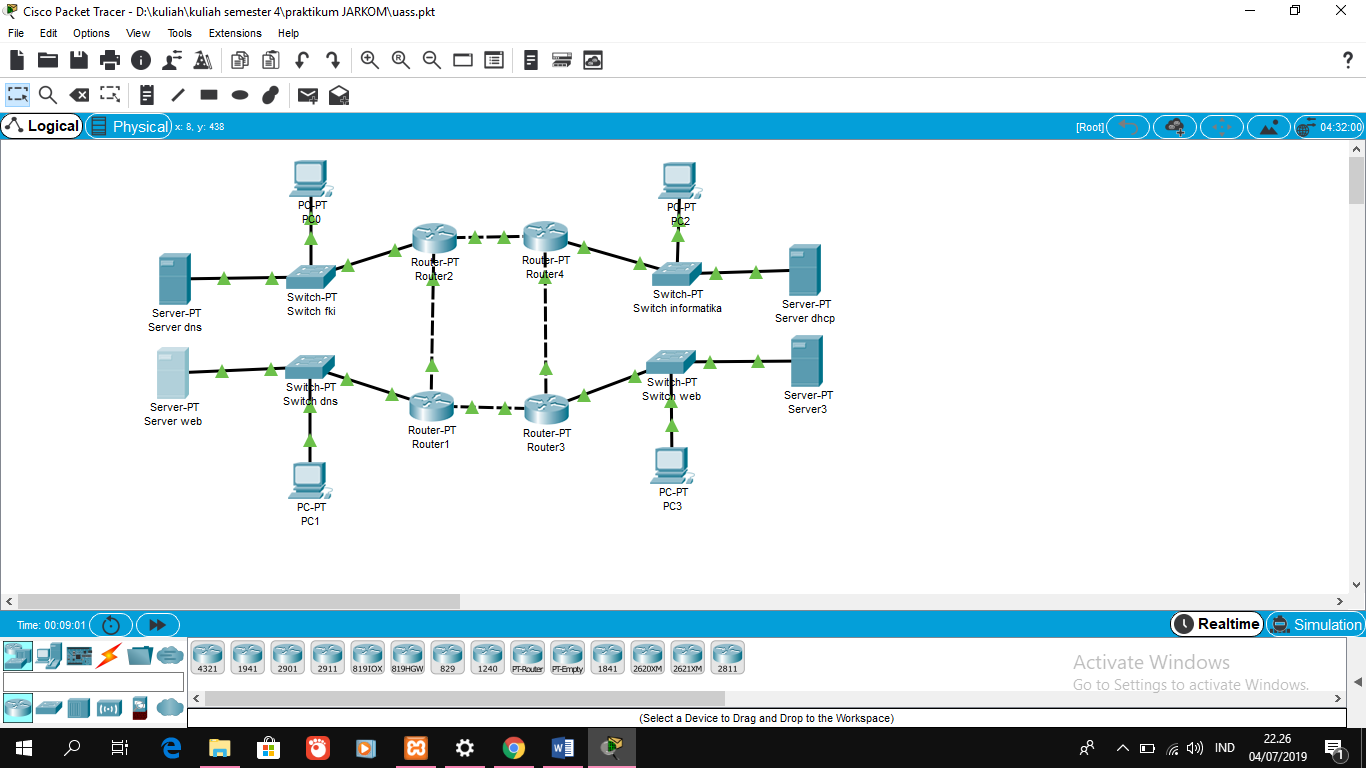 Cisco Packet Tracer - D:\kuliah\kuliah semester 4\praktikum JARKOM\uass.pkt
File Edit Options View Tools Extensions Help
Logical Physical x: 8, y: 438 [Root] 04:32:00
PC-PT
PC0
PC-PT
PC2
Router-PT
Router2
Router-PT
Router4
Switch-PT
Switch fki
Switch-PT
Switch informatika
Server-PT
Server dns
Server-PT
Server dhcp
Switch-PT
Switch dns
Switch-PT
Switch web
Server-PT
Server web
Server-PT
Server3
Router-PT
Router1
Router-PT
Router3
PC-PT
PC1
PC-PT
PC3
Time: 00:09:01 Realtime Simulation
4321 1941 2901 2911 819IOX 819HGW 829 1240 PT-Router PT-Empty 1841 2620XM 2621XM 2811
Activate Windows
Go to Settings to activate Windows.
(Select a Device to Drag and Drop to the Workspace)
IND
22.26
04/07/2019
1